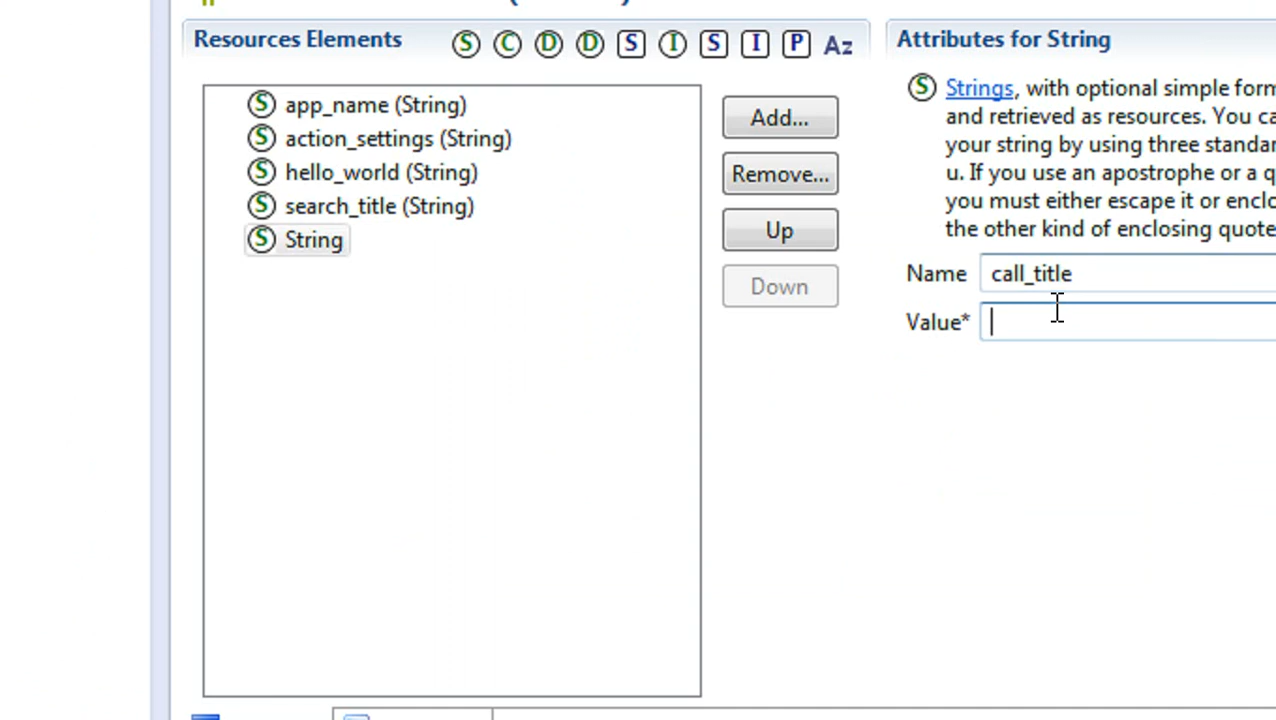 Resources Elements
S C D D S I S I P Az
S app_name (String)
S action_settings (String)
S hello_world (String)
S search_title (String)
S String
Add...
Remove...
Up
Down
Attributes for String
S Strings, with optional simple form
and retrieved as resources. You ca
your string by using three standar
u. If you use an apostrophe or a q
you must either escape it or enclo
the other kind of enclosing quote
Name call_title
Value*